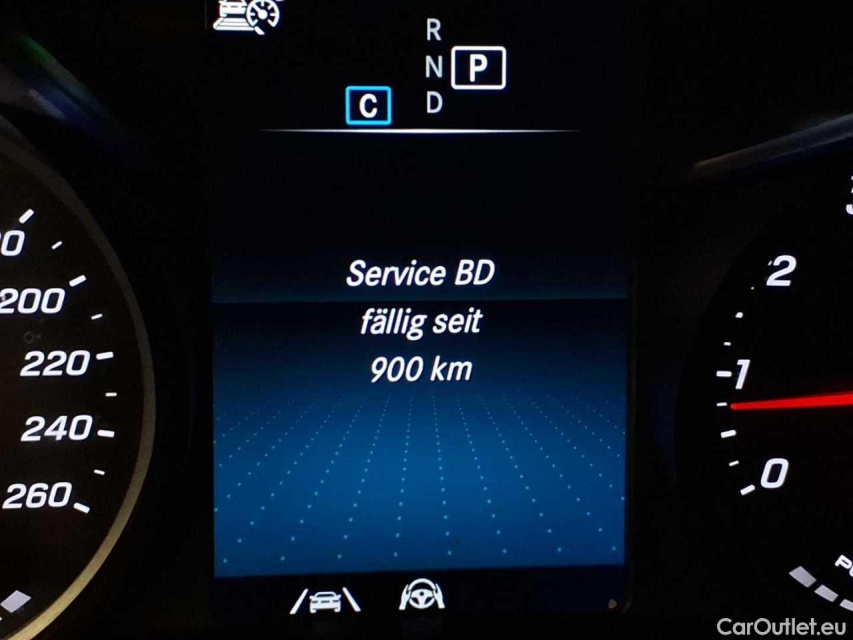 R
N P
C D
Service BD
fällig seit
900 km
200
220
240
260
2
1
0
CarOutlet.eu